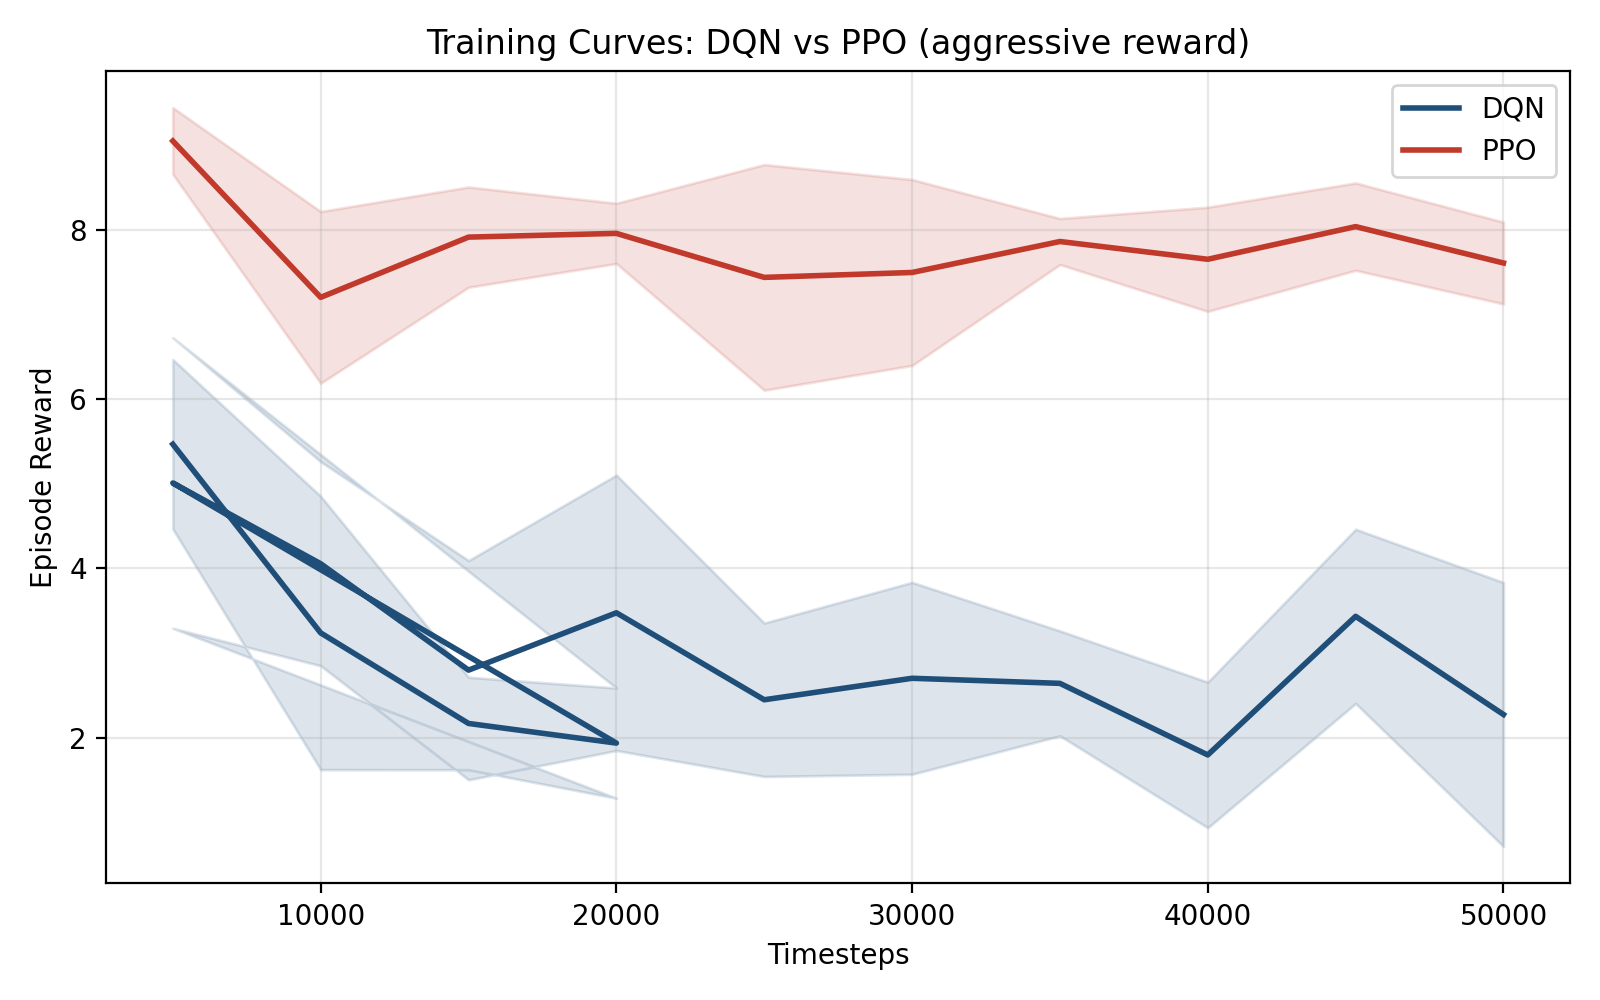 Training Curves: DQN vs PPO (aggressive reward)
DQN
PPO
8
6
4
2
Episode Reward
10000
20000
30000
40000
50000
Timesteps